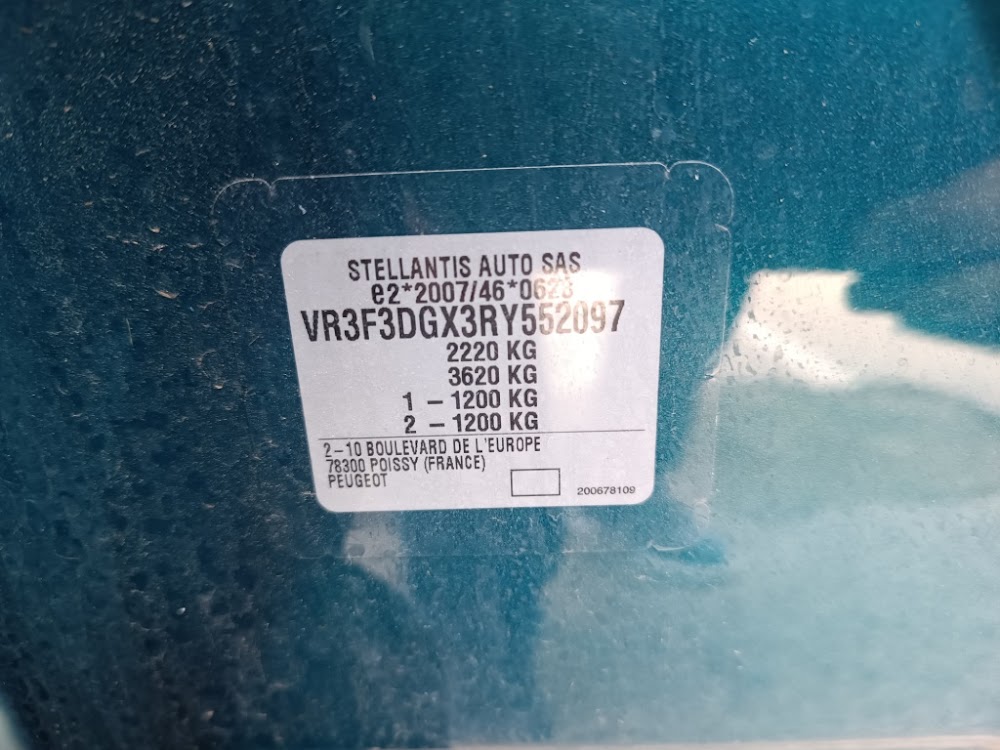 STELLANTIS AUTO SAS
e2*2007/46*0623
VR3F3DGX3RY552097
2220 KG
3620 KG
1 – 1200 KG
2 – 1200 KG
2–10 BOULEVARD DE L'EUROPE
78300 POISSY (FRANCE)
PEUGEOT
200678109